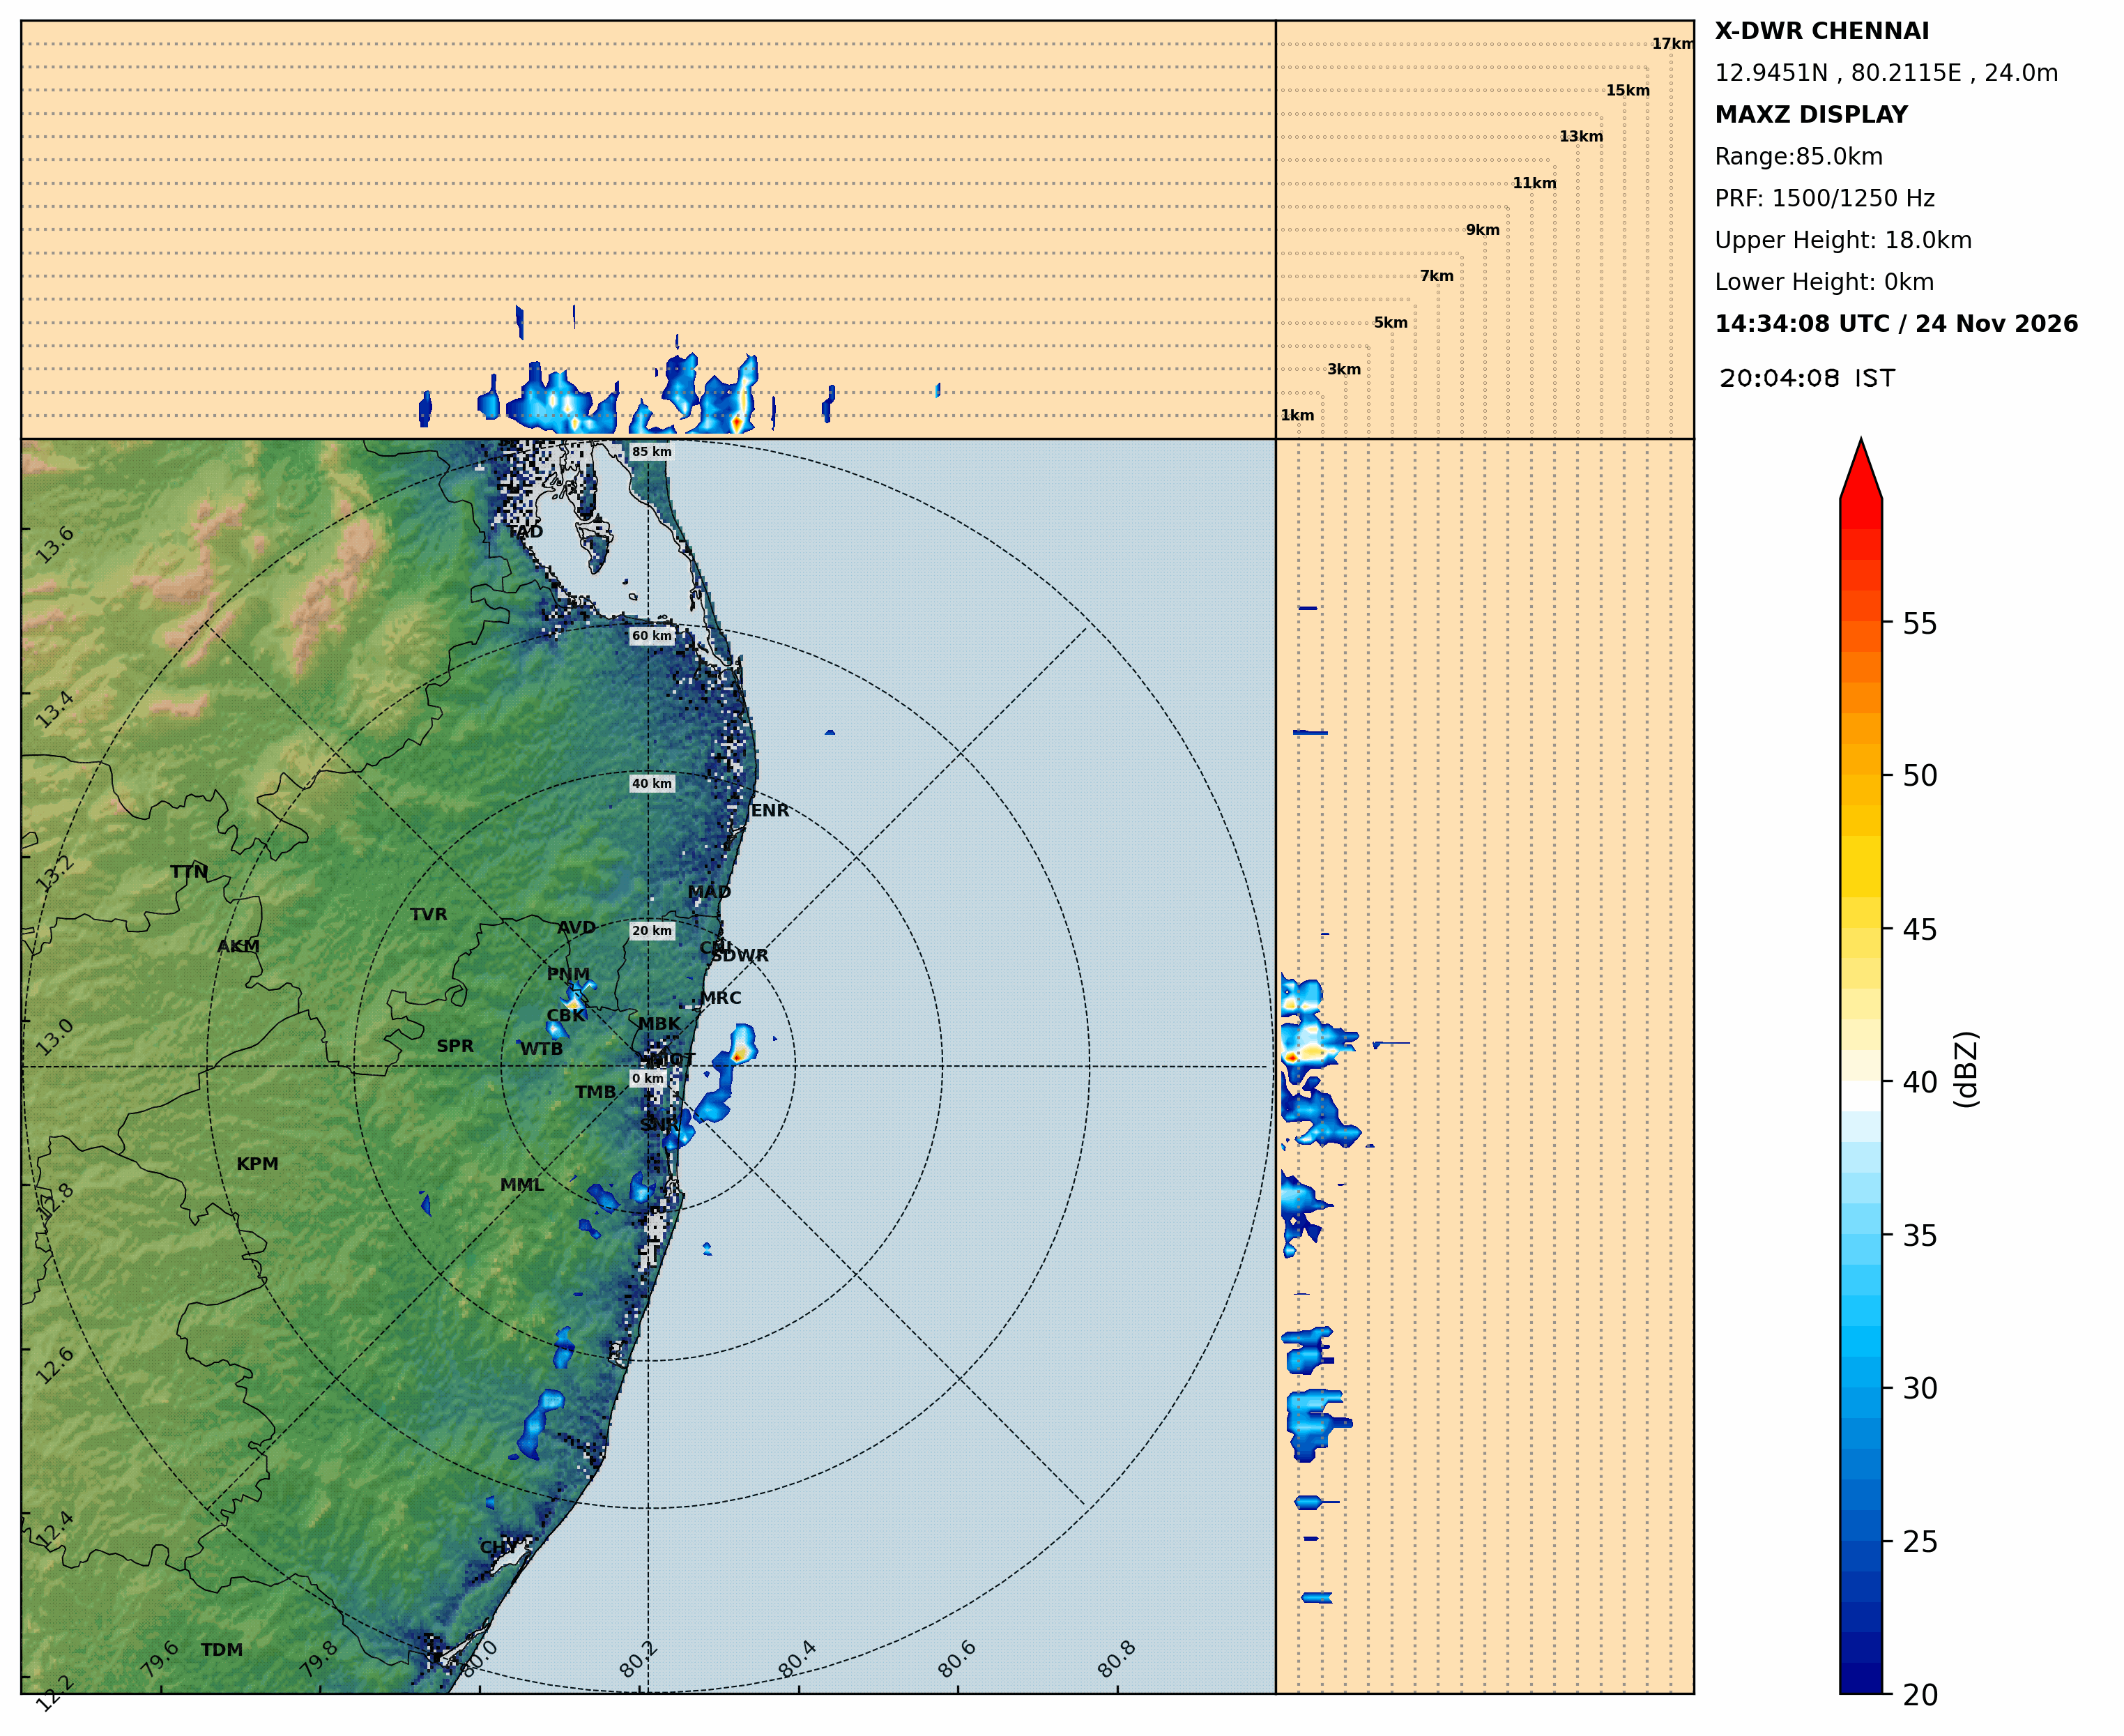 X-DWR CHENNAI
12.9451N , 80.2115E , 24.0m
MAXZ DISPLAY
Range:85.0km
PRF: 1500/1250 Hz
Upper Height: 18.0km
Lower Height: 0km
14:34:08 UTC / 24 Nov 2026
20:04:08 IST
17km
15km
13km
11km
9km
7km
5km
3km
1km
85 km
TAD
13.6
60 km
13.4
40 km
ENR
13.2
TTN
MAD
TVR
AVD
20 km
AKM
SDWR
PNM
MRC
CBK
MBK
13.0
SPR
WTB
0 km
TMB
SNR
KPM
MML
12.8
12.6
12.4
CHY
TDM
12.2
79.6
79.8
80.0
80.2
80.4
80.6
80.8
55
50
45
40
35
30
25
20
(dBZ)